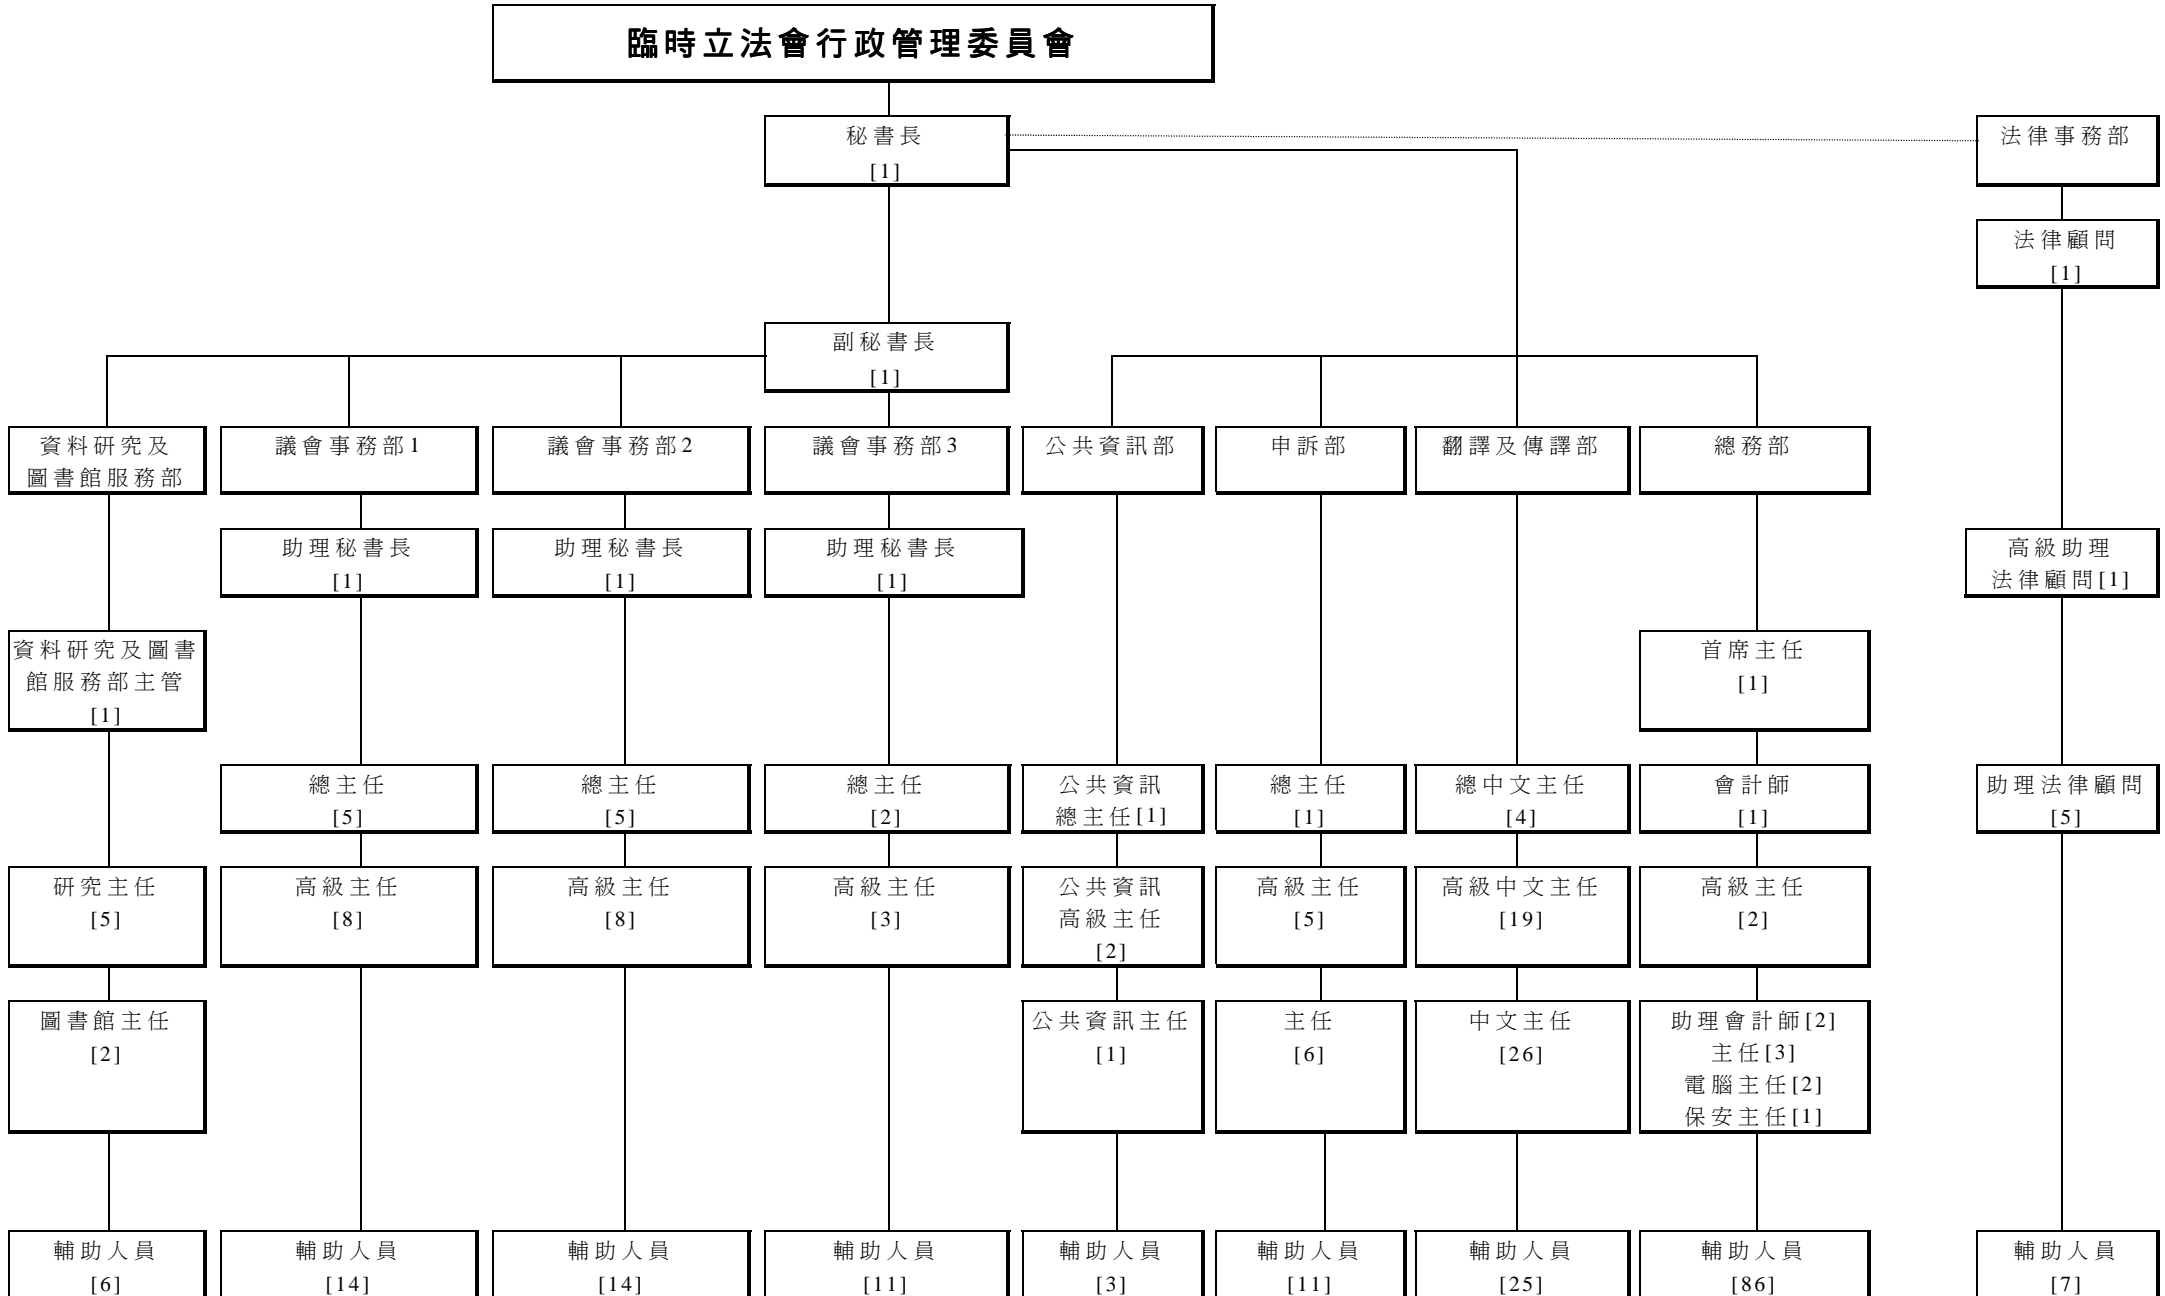 臨時立法會行政管理委員會
秘書長
[1]
法律事務部
法律顧問
[1]
副秘書長
[1]
資料研究及
圖書館服務部
議會事務部1
議會事務部2
議會事務部3
公共資訊部
申訴部
翻譯及傳譯部
總務部
助理秘書長
[1]
助理秘書長
[1]
助理秘書長
[1]
高級助理
法律顧問[1]
資料研究及圖書
館服務部主管
[1]
首席主任
[1]
總主任
[5]
總主任
[5]
總主任
[2]
公共資訊
總主任[1]
總主任
[1]
總中文主任
[4]
會計師
[1]
助理法律顧問
[5]
研究主任
[5]
高級主任
[8]
高級主任
[8]
高級主任
[3]
公共資訊
高級主任
[2]
高級主任
[5]
高級中文主任
[19]
高級主任
[2]
圖書館主任
[2]
公共資訊主任
[1]
主任
[6]
中文主任
[26]
助理會計師[2]
主任[3]
電腦主任[2]
保安主任[1]
輔助人員
[6]
輔助人員
[14]
輔助人員
[14]
輔助人員
[11]
輔助人員
[3]
輔助人員
[11]
輔助人員
[25]
輔助人員
[86]
輔助人員
[7]